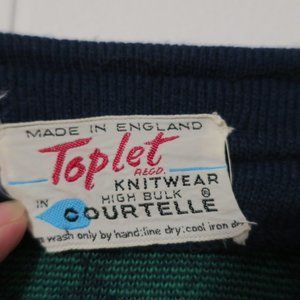 MADE IN ENGLAND
Toplet
REGD.
KNITWEAR
HIGH BULK
IN COURTELLE ®
wash only by hand: line dry: cool iron